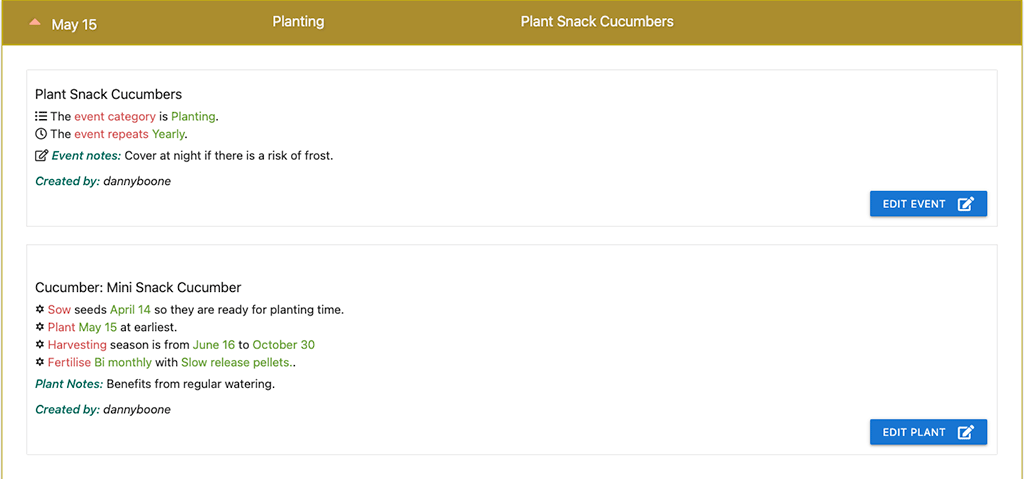 May 15 Planting Plant Snack Cucumbers
Plant Snack Cucumbers
The event category is Planting.
The event repeats Yearly.
Event notes: Cover at night if there is a risk of frost.
Created by: dannyboone
EDIT EVENT
Cucumber: Mini Snack Cucumber
Sow seeds April 14 so they are ready for planting time.
Plant May 15 at earliest.
Harvesting season is from June 16 to October 30
Fertilise Bi monthly with Slow release pellets..
Plant Notes: Benefits from regular watering.
Created by: dannyboone
EDIT PLANT